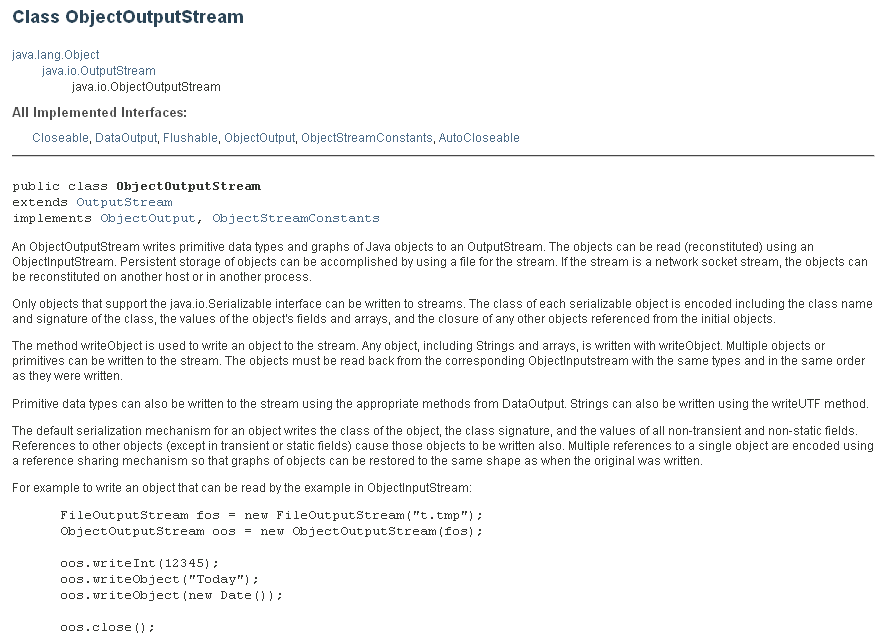 Class ObjectOutputStream
java.lang.Object
java.io.OutputStream
java.io.ObjectOutputStream
All Implemented Interfaces:
Closeable, DataOutput, Flushable, ObjectOutput, ObjectStreamConstants, AutoCloseable
public class ObjectOutputStream
extends OutputStream
implements ObjectOutput, ObjectStreamConstants
An ObjectOutputStream writes primitive data types and graphs of Java objects to an OutputStream. The objects can be read (reconstituted) using an
ObjectInputStream. Persistent storage of objects can be accomplished by using a file for the stream. If the stream is a network socket stream, the objects can
be reconstituted on another host or in another process.
Only objects that support the java.io.Serializable interface can be written to streams. The class of each serializable object is encoded including the class name
and signature of the class, the values of the object's fields and arrays, and the closure of any other objects referenced from the initial objects.
The method writeObject is used to write an object to the stream. Any object, including Strings and arrays, is written with writeObject. Multiple objects or
primitives can be written to the stream. The objects must be read back from the corresponding ObjectInputstream with the same types and in the same order
as they were written.
Primitive data types can also be written to the stream using the appropriate methods from DataOutput. Strings can also be written using the writeUTF method.
The default serialization mechanism for an object writes the class of the object, the class signature, and the values of all non-transient and non-static fields.
References to other objects (except in transient or static fields) cause those objects to be written also. Multiple references to a single object are encoded using
a reference sharing mechanism so that graphs of objects can be restored to the same shape as when the original was written.
For example to write an object that can be read by the example in ObjectInputStream:
FileOutputStream fos = new FileOutputStream("t.tmp");
ObjectOutputStream oos = new ObjectOutputStream(fos);
oos.writeInt(12345);
oos.writeObject("Today");
oos.writeObject(new Date());
oos.close();